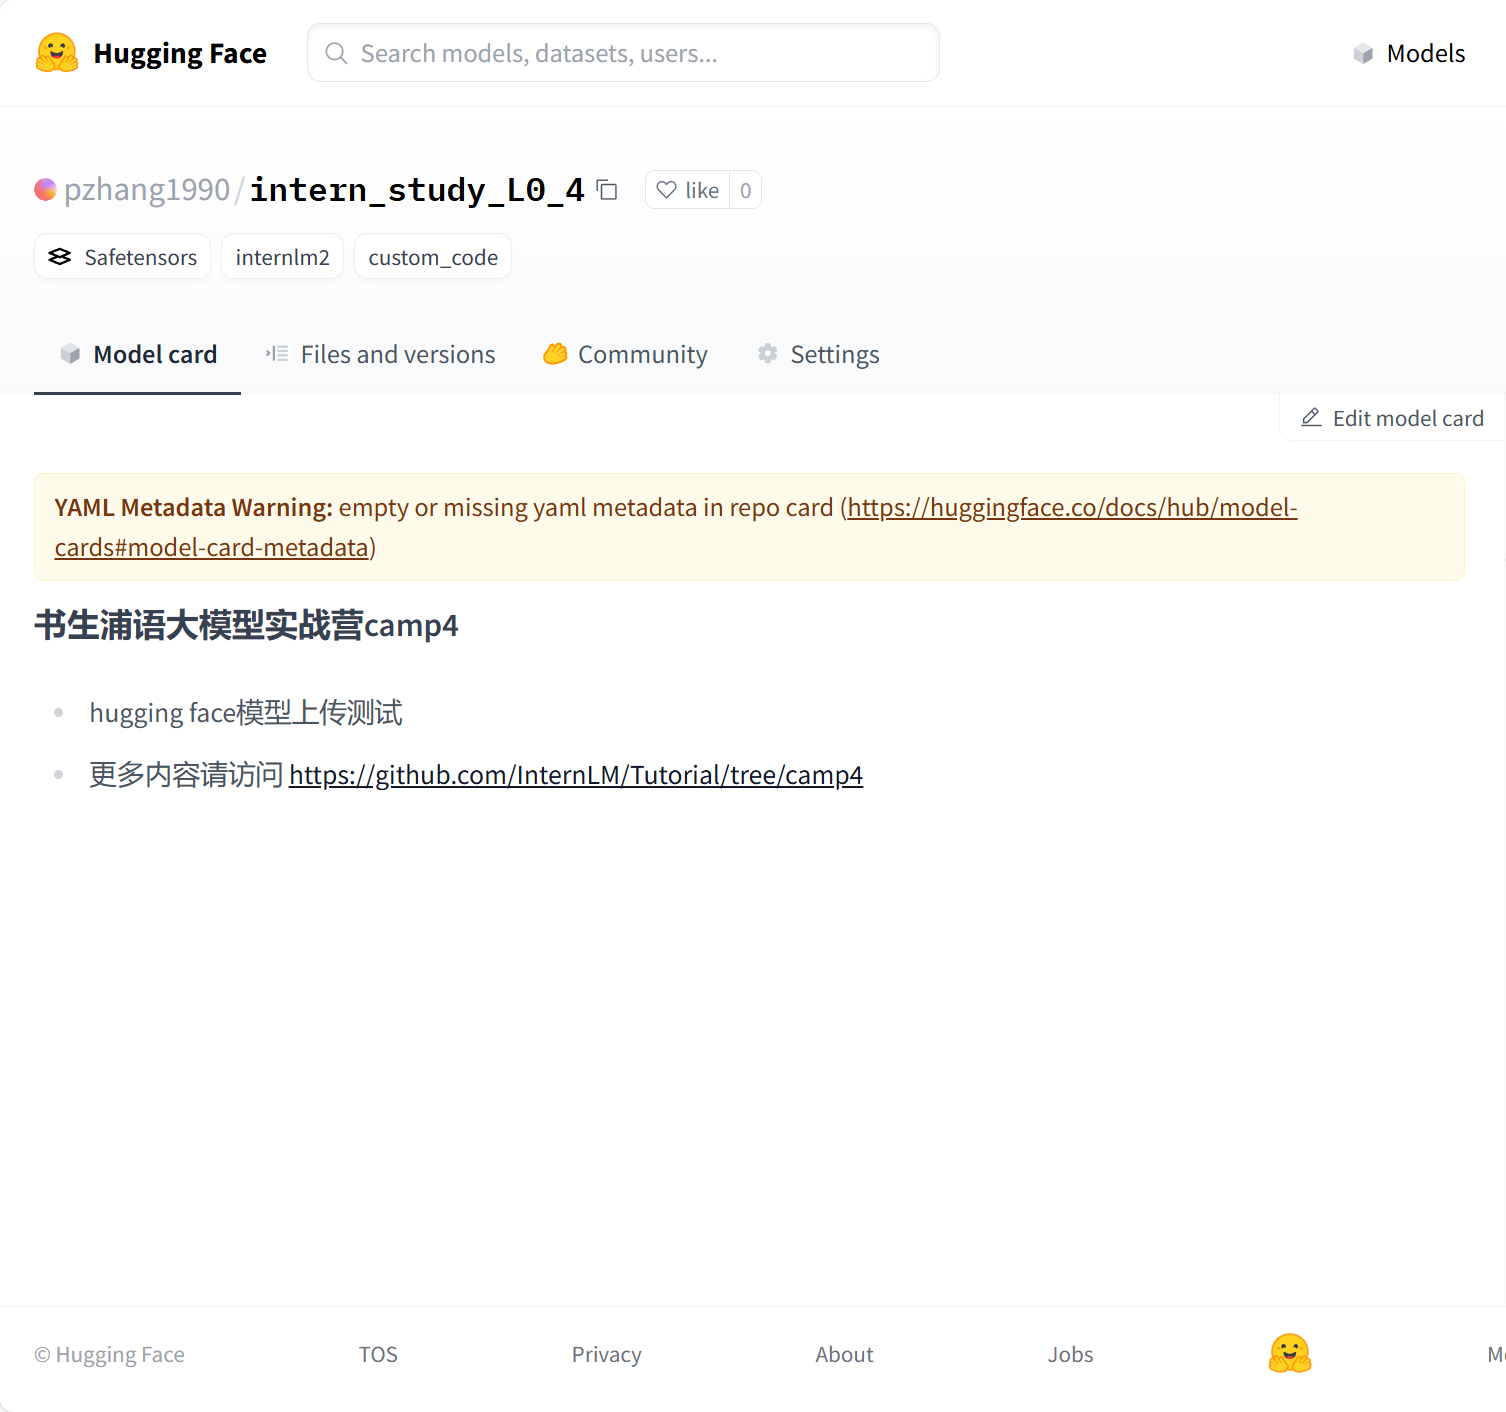 Hugging Face
Search models, datasets, users...
Models
pzhang1990/intern_study_L0_4
like 0
Safetensors
internlm2
custom_code
Model card
Files and versions
Community
Settings
Edit model card
YAML Metadata Warning: empty or missing yaml metadata in repo card (https://huggingface.co/docs/hub/model-
cards#model-card-metadata)
书生浦语大模型实战营camp4
hugging face模型上传测试
更多内容请访问 https://github.com/InternLM/Tutorial/tree/camp4
© Hugging Face
TOS
Privacy
About
Jobs